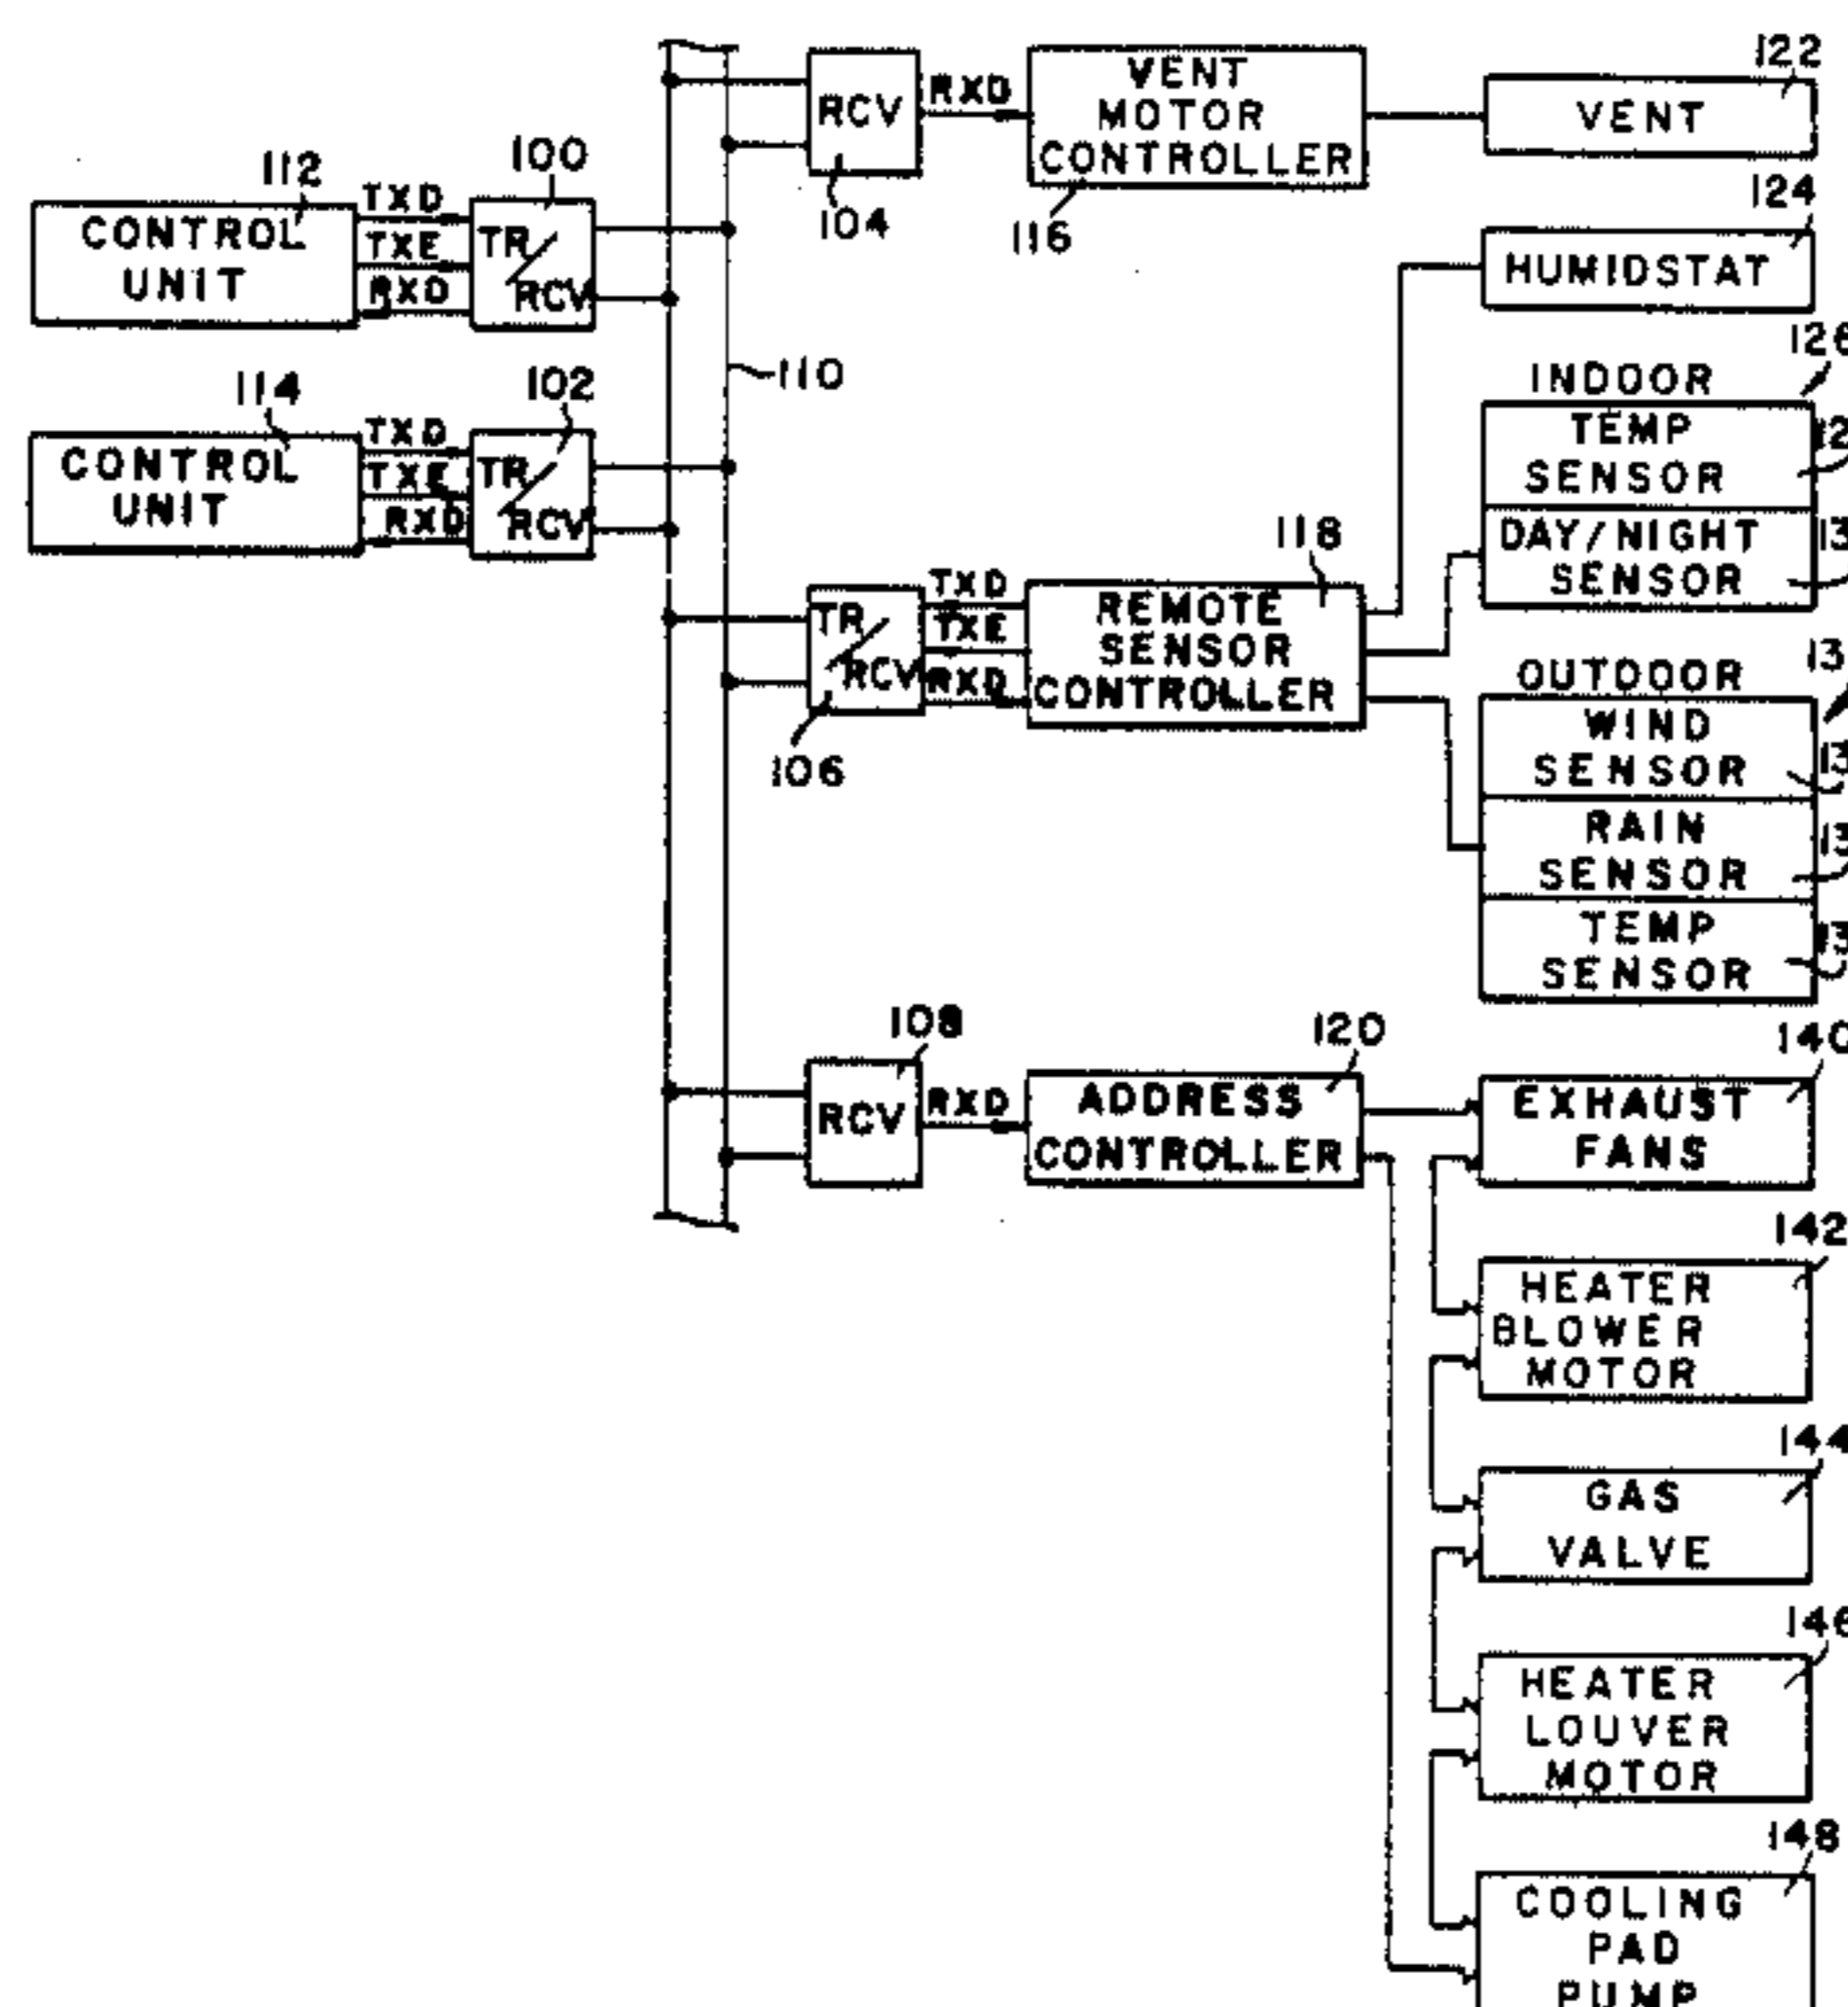 122
VENT
MOTOR
CONTROLLER
RCV
RXD
VENT
104
116
124
HUMIDSTAT
112
100
CONTROL
UNIT
TXD
TXE
RXD
TR/
RCV
110
114
102
CONTROL
UNIT
TXD
TXE
RXD
TR/
RCV
INDOOR
TEMP
SENSOR
DAY/NIGHT
SENSOR
118
TR/
RCV
TXD
TXE
RXD
REMOTE
SENSOR
CONTROLLER
106
OUTDOOR
WIND
SENSOR
RAIN
SENSOR
TEMP
SENSOR
108
120
140
RCV
RXD
ADDRESS
CONTROLLER
EXHAUST
FANS
142
HEATER
BLOWER
MOTOR
144
GAS
VALVE
146
HEATER
LOUVER
MOTOR
148
COOLING
PAD
PUMP